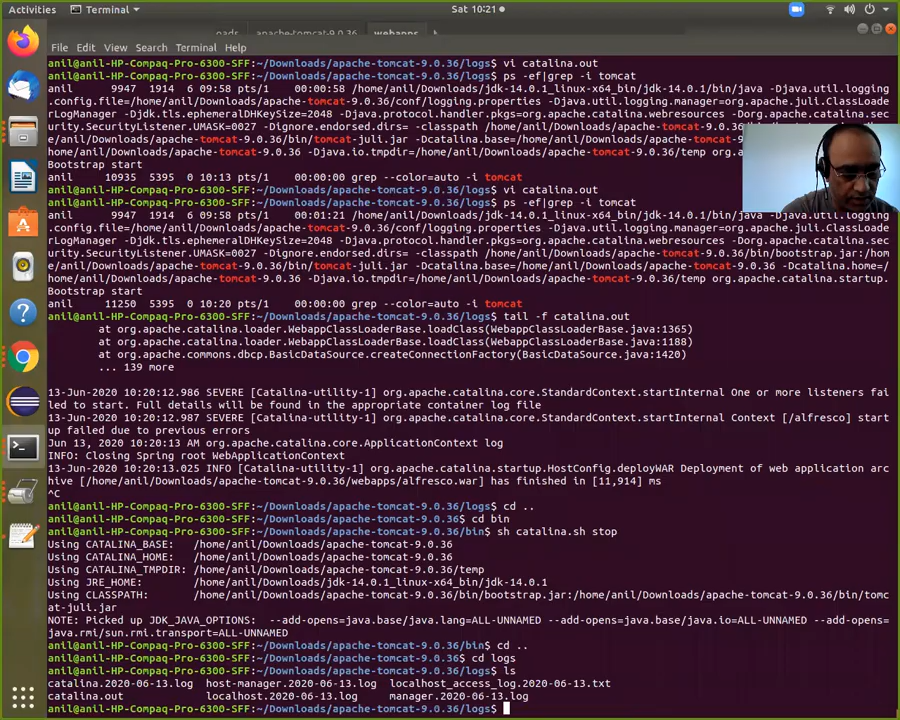 Activities Terminal Sat 10:21
apache-tomcat-9.0.36 webapps
File Edit View Search Terminal Help
anil@anil-HP-Compaq-Pro-6300-SFF:~/Downloads/apache-tomcat-9.0.36/logs$ vi catalina.out
anil@anil-HP-Compaq-Pro-6300-SFF:~/Downloads/apache-tomcat-9.0.36/logs$ ps -ef|grep -i tomcat
anil 9947 1914 6 09:58 pts/1 00:00:58 /home/anil/Downloads/jdk-14.0.1_linux-x64_bin/jdk-14.0.1/bin/java -Djava.util.logging
.config.file=/home/anil/Downloads/apache-tomcat-9.0.36/conf/logging.properties -Djava.util.logging.manager=org.apache.juli.ClassLoade
rLogManager -Djdk.tls.ephemeralDHKeySize=2048 -Djava.protocol.handler.pkgs=org.apache.catalina.webresources -Dorg.apache.catalina.sec
urity.SecurityListener.UMASK=0027 -Dignore.endorsed.dirs= -classpath /home/anil/Downloads/apache-tomcat-9.0.3
/anil/Downloads/apache-tomcat-9.0.36/bin/tomcat-juli.jar -Dcatalina.base=/home/anil/Downloads/apache-tomcat-9
home/anil/Downloads/apache-tomcat-9.0.36 -Djava.io.tmpdir=/home/anil/Downloads/apache-tomcat-9.0.36/temp org.a
Bootstrap start
anil 10935 5395 0 10:13 pts/1 00:00:00 grep --color=auto -i tomcat
anil@anil-HP-Compaq-Pro-6300-SFF:~/Downloads/apache-tomcat-9.0.36/logs$ vi catalina.out
anil@anil-HP-Compaq-Pro-6300-SFF:~/Downloads/apache-tomcat-9.0.36/logs$ ps -ef|grep -i tomcat
anil 9947 1914 6 09:58 pts/1 00:01:21 /home/anil/Downloads/jdk-14.0.1_linux-x64_bin/jdk-14.0.1/bin/java -Djava.util.logging
.config.file=/home/anil/Downloads/apache-tomcat-9.0.36/conf/logging.properties -Djava.util.logging.manager=org.apache.juli.ClassLoade
rLogManager -Djdk.tls.ephemeralDHKeySize=2048 -Djava.protocol.handler.pkgs=org.apache.catalina.webresources -Dorg.apache.catalina.sec
urity.SecurityListener.UMASK=0027 -Dignore.endorsed.dirs= -classpath /home/anil/Downloads/apache-tomcat-9.0.36/bin/bootstrap.jar:/hom
e/anil/Downloads/apache-tomcat-9.0.36/bin/tomcat-juli.jar -Dcatalina.base=/home/anil/Downloads/apache-tomcat-9.0.36 -Dcatalina.home=/
home/anil/Downloads/apache-tomcat-9.0.36 -Djava.io.tmpdir=/home/anil/Downloads/apache-tomcat-9.0.36/temp org.apache.catalina.startup.
Bootstrap start
anil 11250 5395 0 10:20 pts/1 00:00:00 grep --color=auto -i tomcat
anil@anil-HP-Compaq-Pro-6300-SFF:~/Downloads/apache-tomcat-9.0.36/logs$ tail -f catalina.out
at org.apache.catalina.loader.WebappClassLoaderBase.loadClass(WebappClassLoaderBase.java:1365)
at org.apache.catalina.loader.WebappClassLoaderBase.loadClass(WebappClassLoaderBase.java:1188)
at org.apache.commons.dbcp.BasicDataSource.createConnectionFactory(BasicDataSource.java:1420)
... 139 more
13-Jun-2020 10:20:12.986 SEVERE [Catalina-utility-1] org.apache.catalina.core.StandardContext.startInternal One or more listeners fai
led to start. Full details will be found in the appropriate container log file
13-Jun-2020 10:20:12.987 SEVERE [Catalina-utility-1] org.apache.catalina.core.StandardContext.startInternal Context [/alfresco] start
up failed due to previous errors
Jun 13, 2020 10:20:13 AM org.apache.catalina.core.ApplicationContext log
INFO: Closing Spring root WebApplicationContext
13-Jun-2020 10:20:13.025 INFO [Catalina-utility-1] org.apache.catalina.startup.HostConfig.deployWAR Deployment of web application arc
hive [/home/anil/Downloads/apache-tomcat-9.0.36/webapps/alfresco.war] has finished in [11,914] ms
^C
anil@anil-HP-Compaq-Pro-6300-SFF:~/Downloads/apache-tomcat-9.0.36/logs$ cd ..
anil@anil-HP-Compaq-Pro-6300-SFF:~/Downloads/apache-tomcat-9.0.36$ cd bin
anil@anil-HP-Compaq-Pro-6300-SFF:~/Downloads/apache-tomcat-9.0.36/bin$ sh catalina.sh stop
Using CATALINA_BASE: /home/anil/Downloads/apache-tomcat-9.0.36
Using CATALINA_HOME: /home/anil/Downloads/apache-tomcat-9.0.36
Using CATALINA_TMPDIR: /home/anil/Downloads/apache-tomcat-9.0.36/temp
Using JRE_HOME: /home/anil/Downloads/jdk-14.0.1_linux-x64_bin/jdk-14.0.1
Using CLASSPATH: /home/anil/Downloads/apache-tomcat-9.0.36/bin/bootstrap.jar:/home/anil/Downloads/apache-tomcat-9.0.36/bin/tomc
at-juli.jar
NOTE: Picked up JDK_JAVA_OPTIONS: --add-opens=java.base/java.lang=ALL-UNNAMED --add-opens=java.base/java.io=ALL-UNNAMED --add-opens=
java.rmi/sun.rmi.transport=ALL-UNNAMED
anil@anil-HP-Compaq-Pro-6300-SFF:~/Downloads/apache-tomcat-9.0.36/bin$ cd ..
anil@anil-HP-Compaq-Pro-6300-SFF:~/Downloads/apache-tomcat-9.0.36$ cd logs
anil@anil-HP-Compaq-Pro-6300-SFF:~/Downloads/apache-tomcat-9.0.36/logs$ ls
catalina.2020-06-13.log host-manager.2020-06-13.log localhost_access_log.2020-06-13.txt
catalina.out localhost.2020-06-13.log manager.2020-06-13.log
anil@anil-HP-Compaq-Pro-6300-SFF:~/Downloads/apache-tomcat-9.0.36/logs$